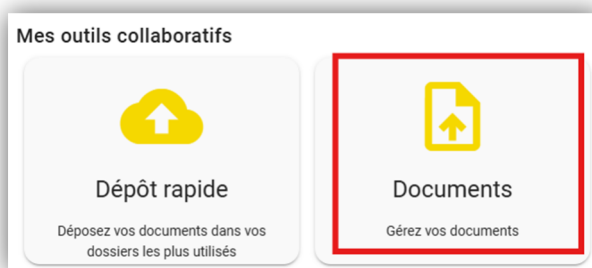 Mes outils collaboratifs
Dépôt rapide
Déposez vos documents dans vos
dossiers les plus utilisés
Documents
Gérez vos documents